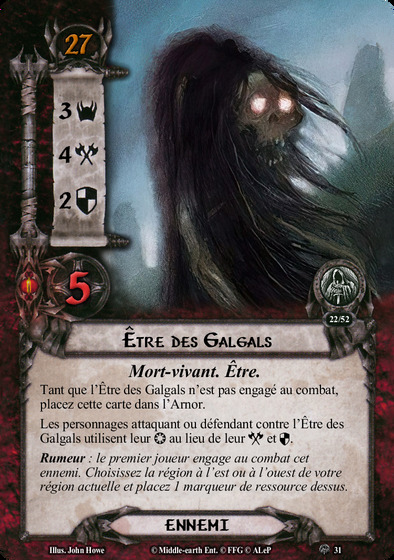 27
3
4
2
5
22/52
Être des Galgals
Mort-vivant. Être.
Tant que l'Être des Galgals n'est pas engagé au combat,
placez cette carte dans l'Arnor.
Les personnages attaquant ou défendant contre l'Être des
Galgals utilisent leur au lieu de leur et .
Rumeur : le premier joueur engage au combat cet
ennemi. Choisissez la région à l'est ou à l'ouest de votre
région actuelle et placez 1 marqueur de ressource dessus.
ENNEMI
Illus. John Howe © Middle-earth Ent. © FFG © ALeP 31